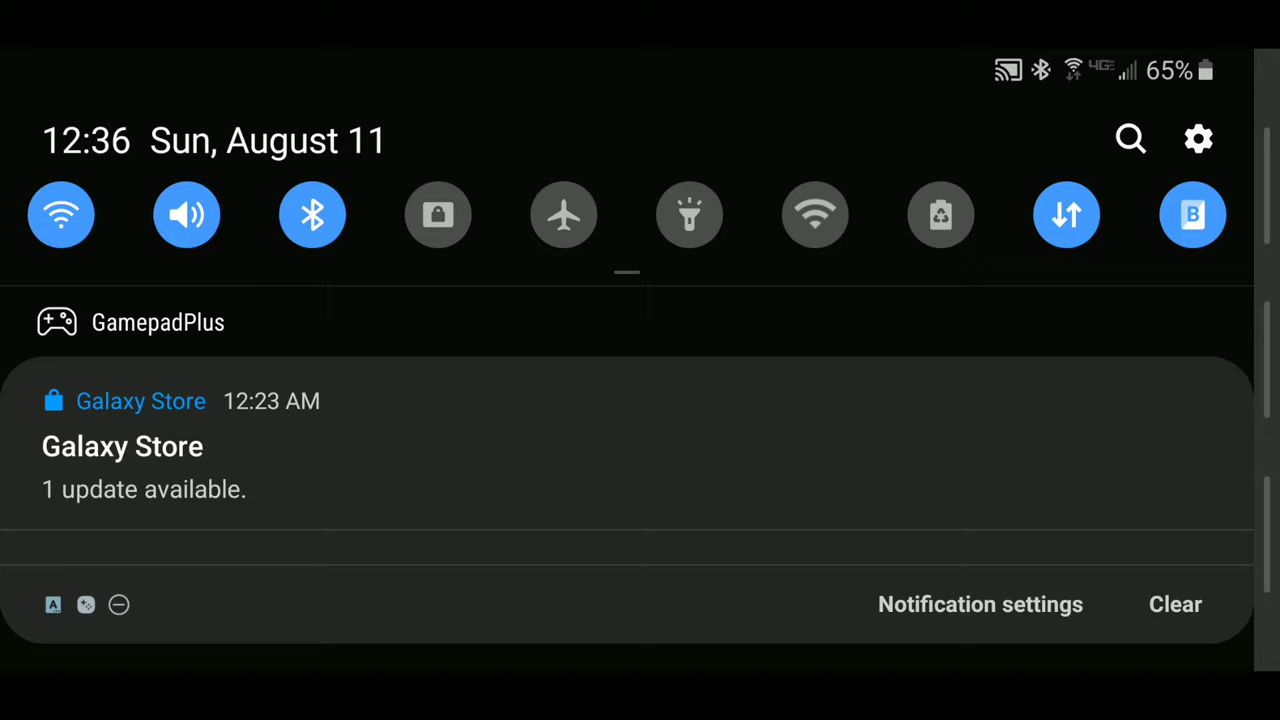 4GE 65%
12:36 Sun, August 11
B
GamepadPlus
Galaxy Store 12:23 AM
Galaxy Store
1 update available.
A Notification settings Clear